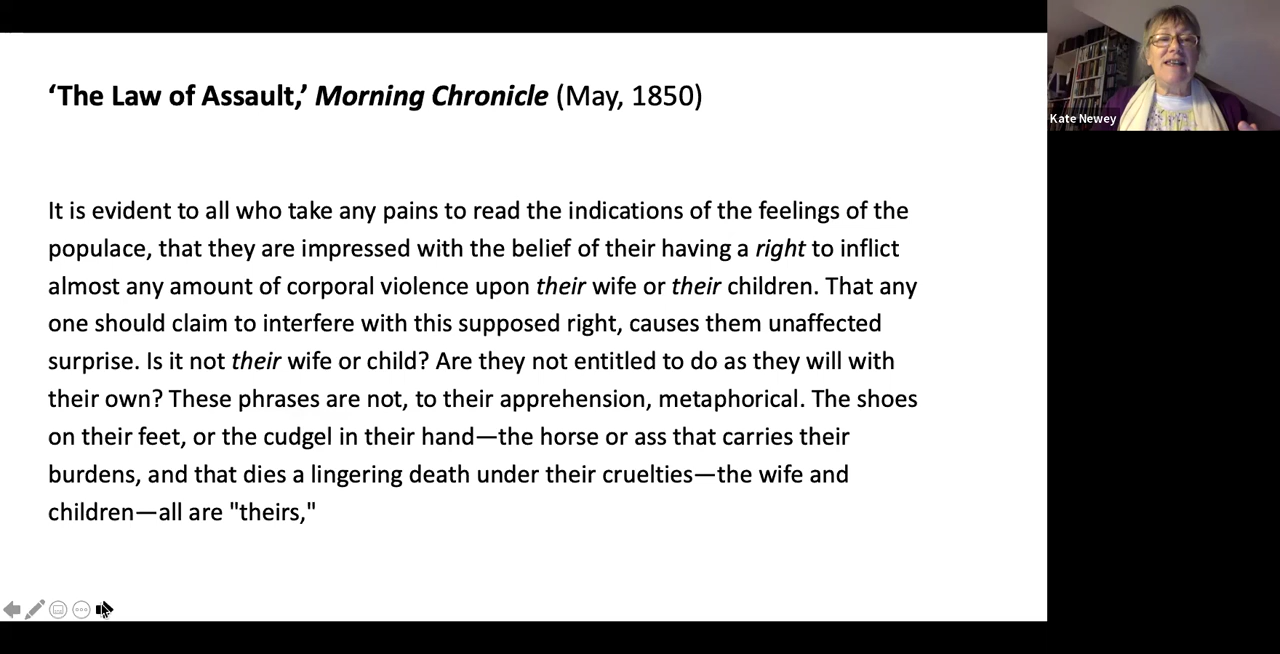 ‘The Law of Assault,’ Morning Chronicle (May, 1850)
It is evident to all who take any pains to read the indications of the feelings of the
populace, that they are impressed with the belief of their having a right to inflict
almost any amount of corporal violence upon their wife or their children. That any
one should claim to interfere with this supposed right, causes them unaffected
surprise. Is it not their wife or child? Are they not entitled to do as they will with
their own? These phrases are not, to their apprehension, metaphorical. The shoes
on their feet, or the cudgel in their hand—the horse or ass that carries their
burdens, and that dies a lingering death under their cruelties—the wife and
children—all are "theirs,"
Kate Newey